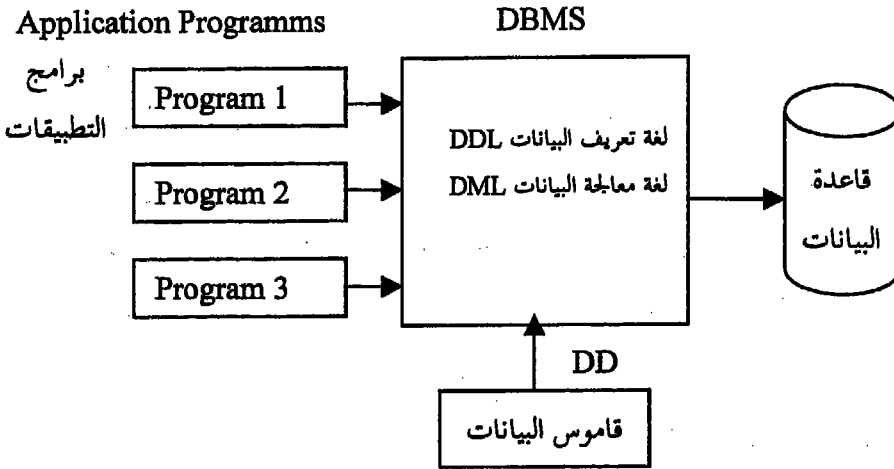 Application Programms
DBMS
برامج
التطبيقات
Program 1
Program 2
Program 3
لغة تعريف البيانات DDL
لغة معالجة البيانات DML
قاعدة
البيانات
DD
قاموس البيانات